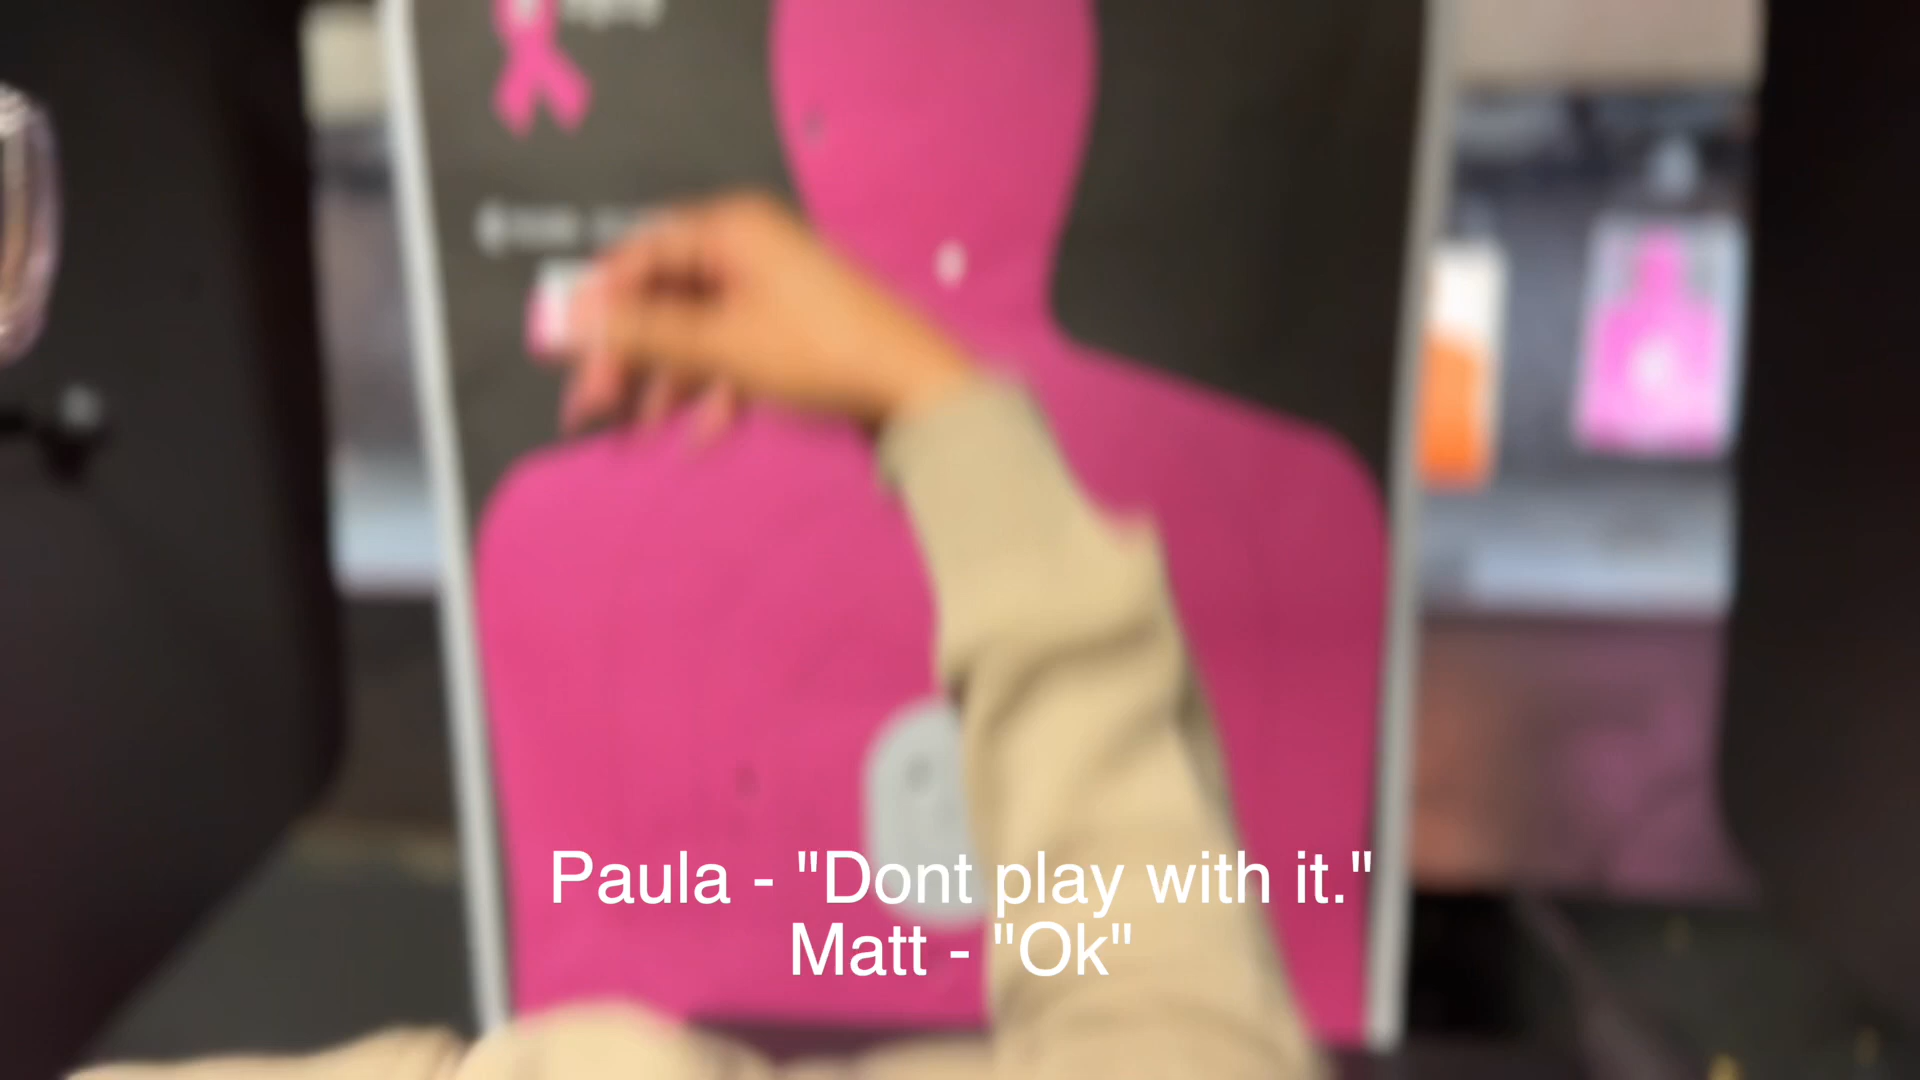 Paula - "Dont play with it."
Matt - "Ok"